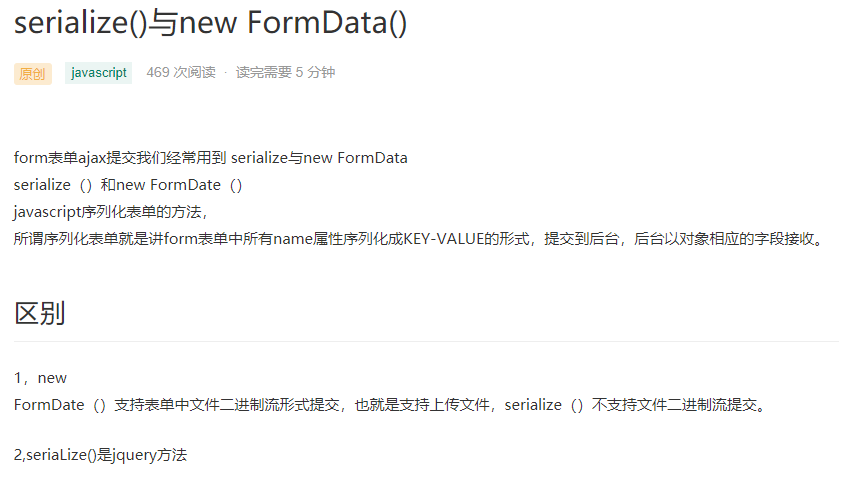 serialize()与new FormData()
原创 javascript 469 次阅读 · 读完需要 5 分钟
form表单ajax提交我们经常用到 serialize与new FormData
serialize（）和new FormDate（）
javascript序列化表单的方法，
所谓序列化表单就是讲form表单中所有name属性序列化成KEY-VALUE的形式，提交到后台，后台以对象相应的字段接收。
区别
1，new
FormDate（）支持表单中文件二进制流形式提交，也就是支持上传文件，serialize（）不支持文件二进制流提交。
2,seriaLize()是jquery方法